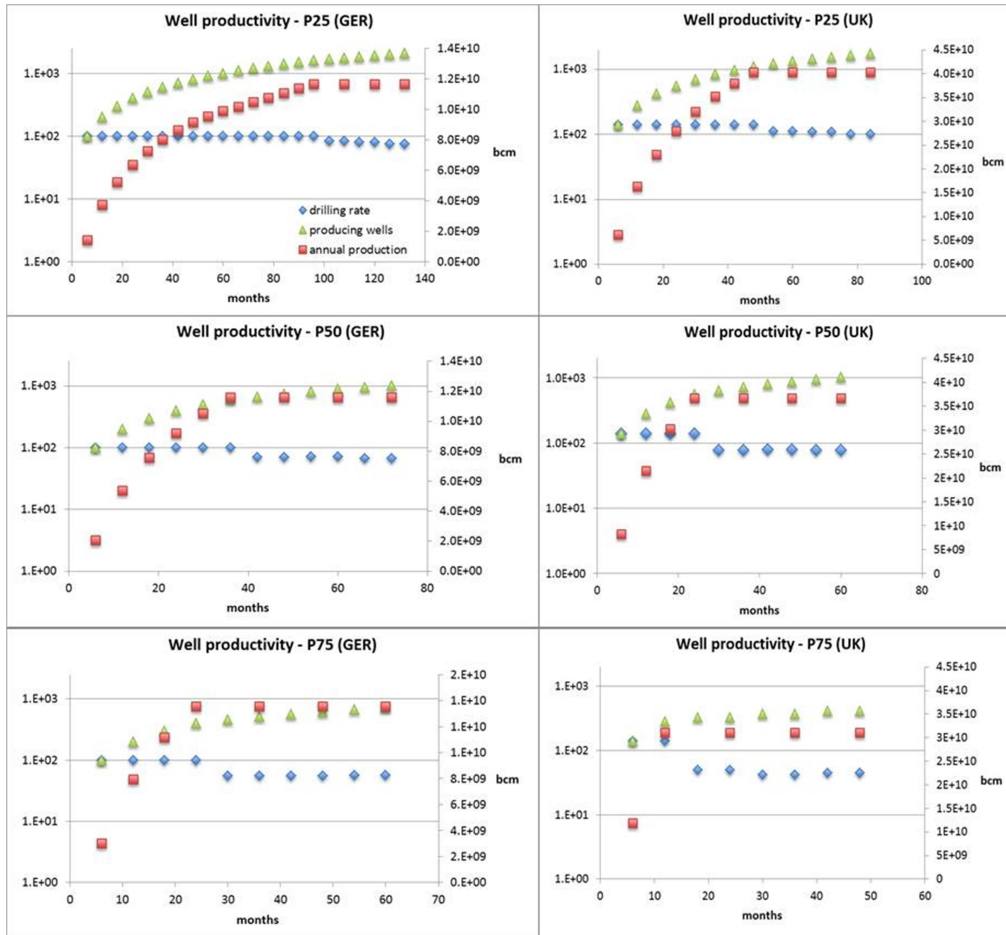 Well productivity - P25 (GER)
1.E+03
1.E+02
1.E+01
1.E+00
1.4E+10
1.2E+10
1.0E+10
8.0E+09
6.0E+09
4.0E+09
2.0E+09
0.0E+00
bcm
drilling rate
producing wells
annual production
0 20 40 60 80 100 120 140
months
Well productivity - P25 (UK)
1.E+03
1.E+02
1.E+01
1.E+00
4.5E+10
4.0E+10
3.5E+10
3.0E+10
2.5E+10
2.0E+10
1.5E+10
1.0E+10
5.0E+09
0.0E+00
bcm
0 20 40 60 80 100
months
Well productivity - P50 (GER)
1.E+03
1.E+02
1.E+01
1.E+00
1.4E+10
1.2E+10
1.0E+10
8.0E+09
6.0E+09
4.0E+09
2.0E+09
0.0E+00
bcm
0 20 40 60 80
months
Well productivity - P50 (UK)
1.0E+03
1.0E+02
1.0E+01
1.0E+00
4.5E+10
4E+10
3.5E+10
3E+10
2.5E+10
2E+10
1.5E+10
1E+10
5E+09
0
bcm
0 20 40 60 80
months
Well productivity - P75 (GER)
1.E+03
1.E+02
1.E+01
1.E+00
2.E+10
1.E+10
1.E+10
1.E+10
8.E+09
6.E+09
4.E+09
2.E+09
0.E+00
bcm
0 10 20 30 40 50 60 70
months
Well productivity - P75 (UK)
1.E+03
1.E+02
1.E+01
1.E+00
4.5E+10
4E+10
3.5E+10
3E+10
2.5E+10
2E+10
1.5E+10
1E+10
5E+09
0
bcm
0 10 20 30 40 50 60
months